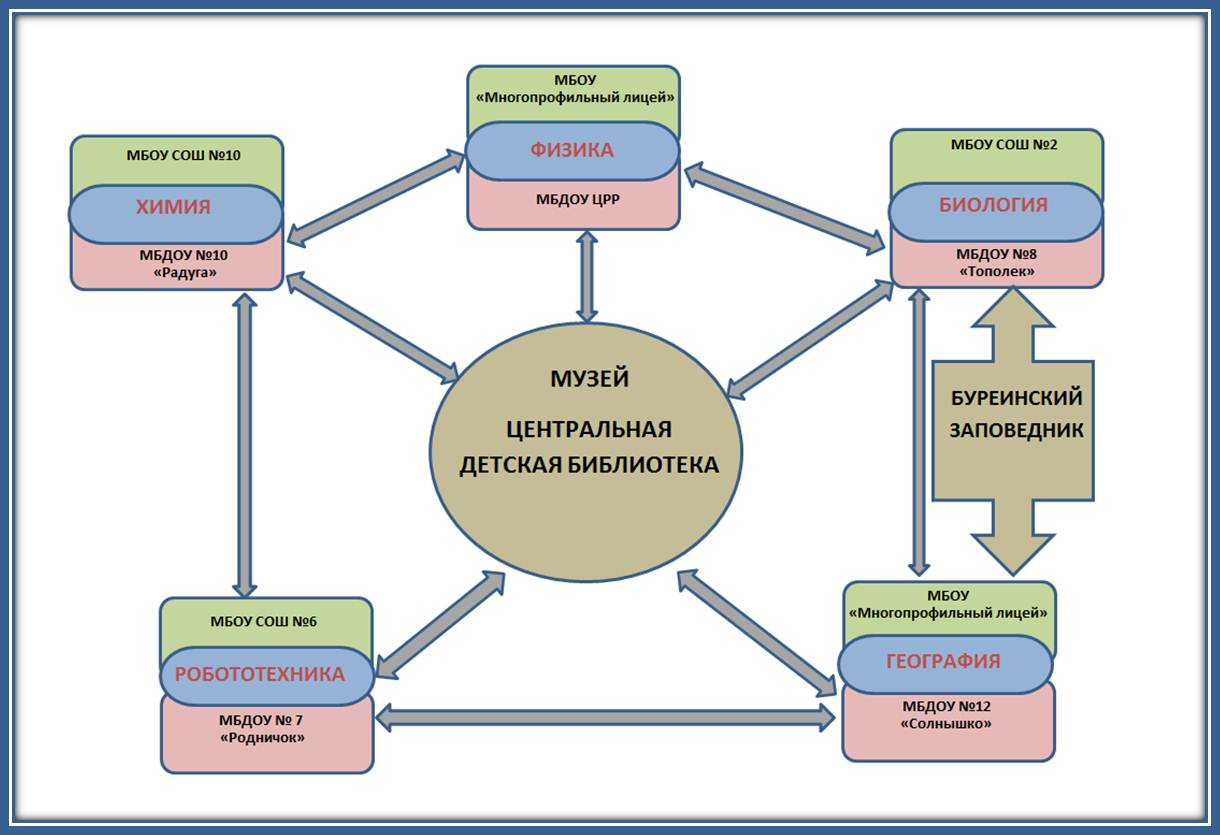 МБОУ
«Многопрофильный лицей»
ФИЗИКА
МБДОУ ЦРР
МБОУ СОШ №10
ХИМИЯ
МБДОУ №10
«Радуга»
МБОУ СОШ №2
БИОЛОГИЯ
МБДОУ №8
«Тополек»
МУЗЕЙ
ЦЕНТРАЛЬНАЯ
ДЕТСКАЯ БИБЛИОТЕКА
БУРЕИНСКИЙ
ЗАПОВЕДНИК
МБОУ СОШ №6
РОБОТОТЕХНИКА
МБДОУ № 7
«Родничок»
МБОУ
«Многопрофильный лицей»
ГЕОГРАФИЯ
МБДОУ №12
«Солнышко»